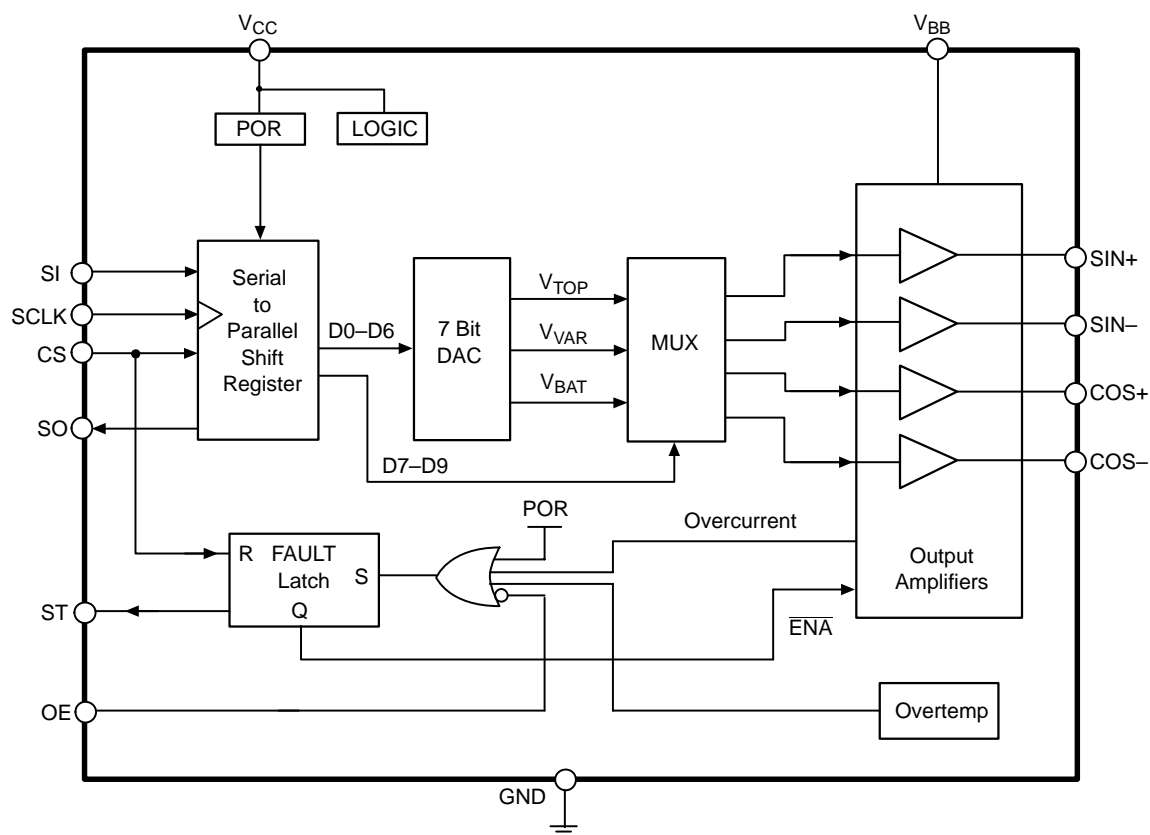 VCC
VBB
POR
LOGIC
SI
SCLK
CS
SO
Serial
to
Parallel
Shift
Register
D0–D6
D7–D9
7 Bit
DAC
VTOP
VVAR
VBAT
MUX
SIN+
SIN–
COS+
COS–
Output
Amplifiers
POR
Overcurrent
R
FAULT
Latch
S
Q
ENA
ST
OE
Overtemp
GND